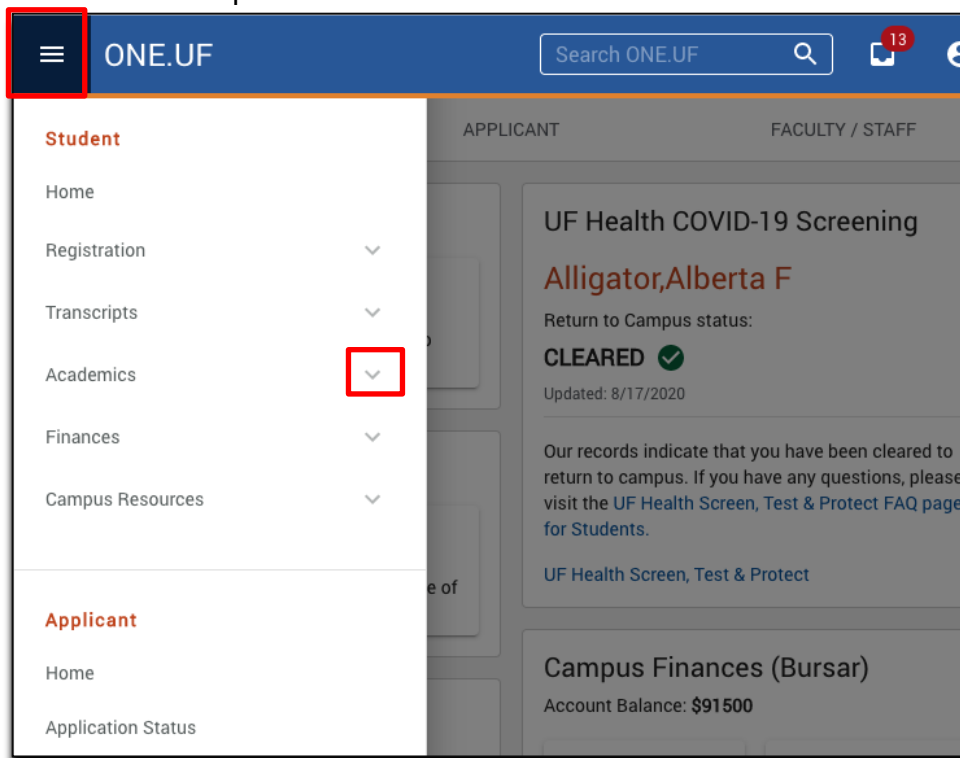 ONE.UF
Search ONE.UF
13
Student
Home
Registration
Transcripts
Academics
Finances
Campus Resources
Applicant
Home
Application Status
APPLICANT
FACULTY / STAFF
e of
UF Health COVID-19 Screening
Alligator,Alberta F
Return to Campus status:
CLEARED
Updated: 8/17/2020
Our records indicate that you have been cleared to
return to campus. If you have any questions, please
visit the UF Health Screen, Test & Protect FAQ page
for Students.
UF Health Screen, Test & Protect
Campus Finances (Bursar)
Account Balance: $91500